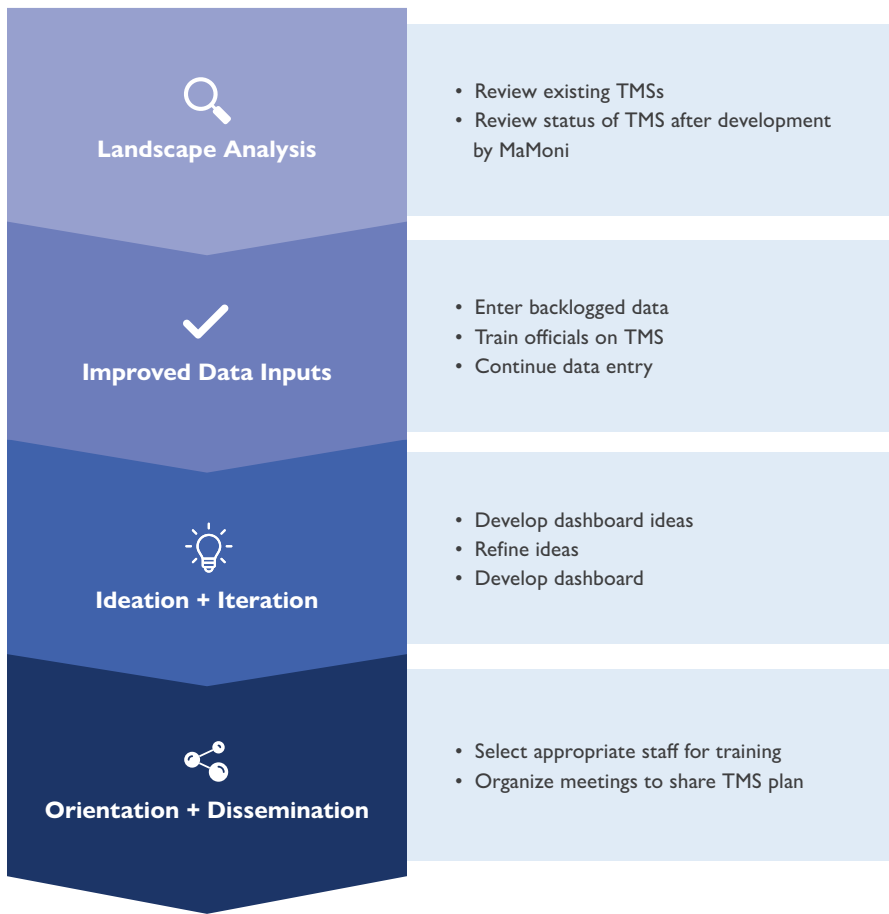 Landscape Analysis
• Review existing TMSs
• Review status of TMS after development
by MaMoni
Improved Data Inputs
• Enter backlogged data
• Train officials on TMS
• Continue data entry
Ideation + Iteration
• Develop dashboard ideas
• Refine ideas
• Develop dashboard
Orientation + Dissemination
• Select appropriate staff for training
• Organize meetings to share TMS plan